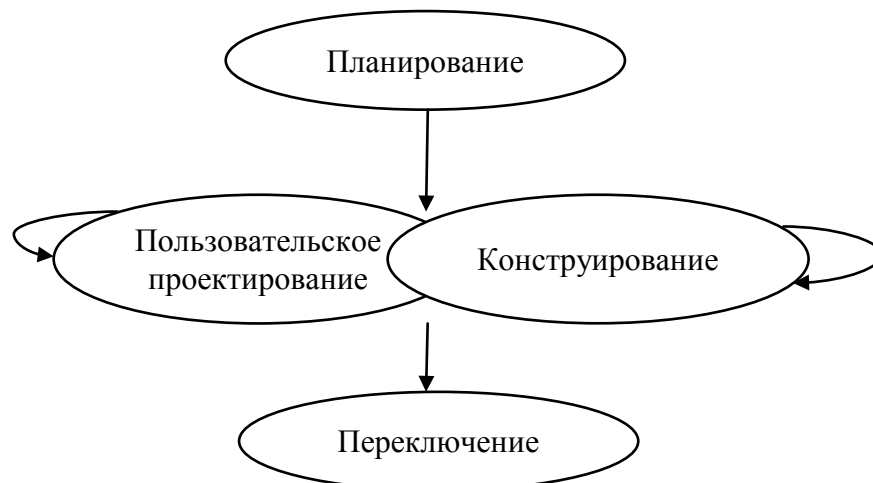 Планирование
Пользовательское
проектирование
Конструирование
Переключение